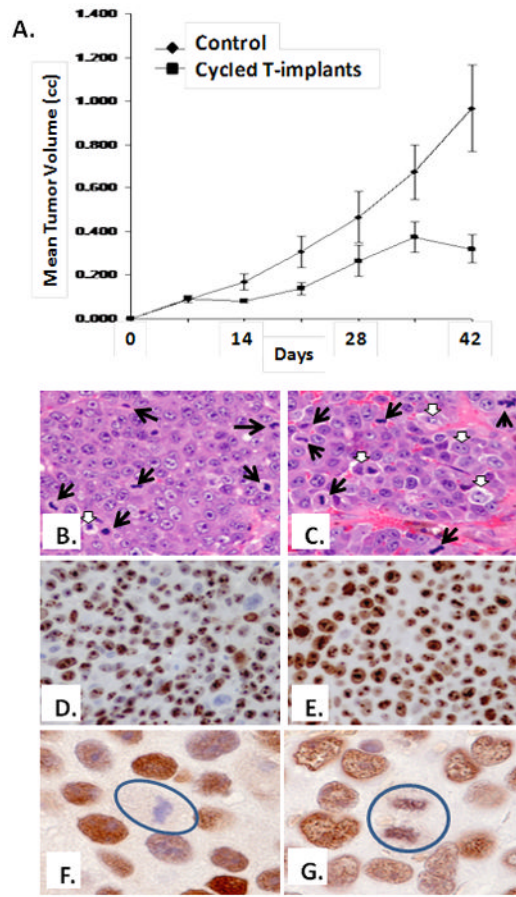 A.
1.400
1.200
1.000
0.800
0.600
0.400
0.200
0.000
Mean Tumor Volume (cc)
Control
Cycled T-implants
0
14
28
42
Days
B.
C.
D.
E.
F.
G.